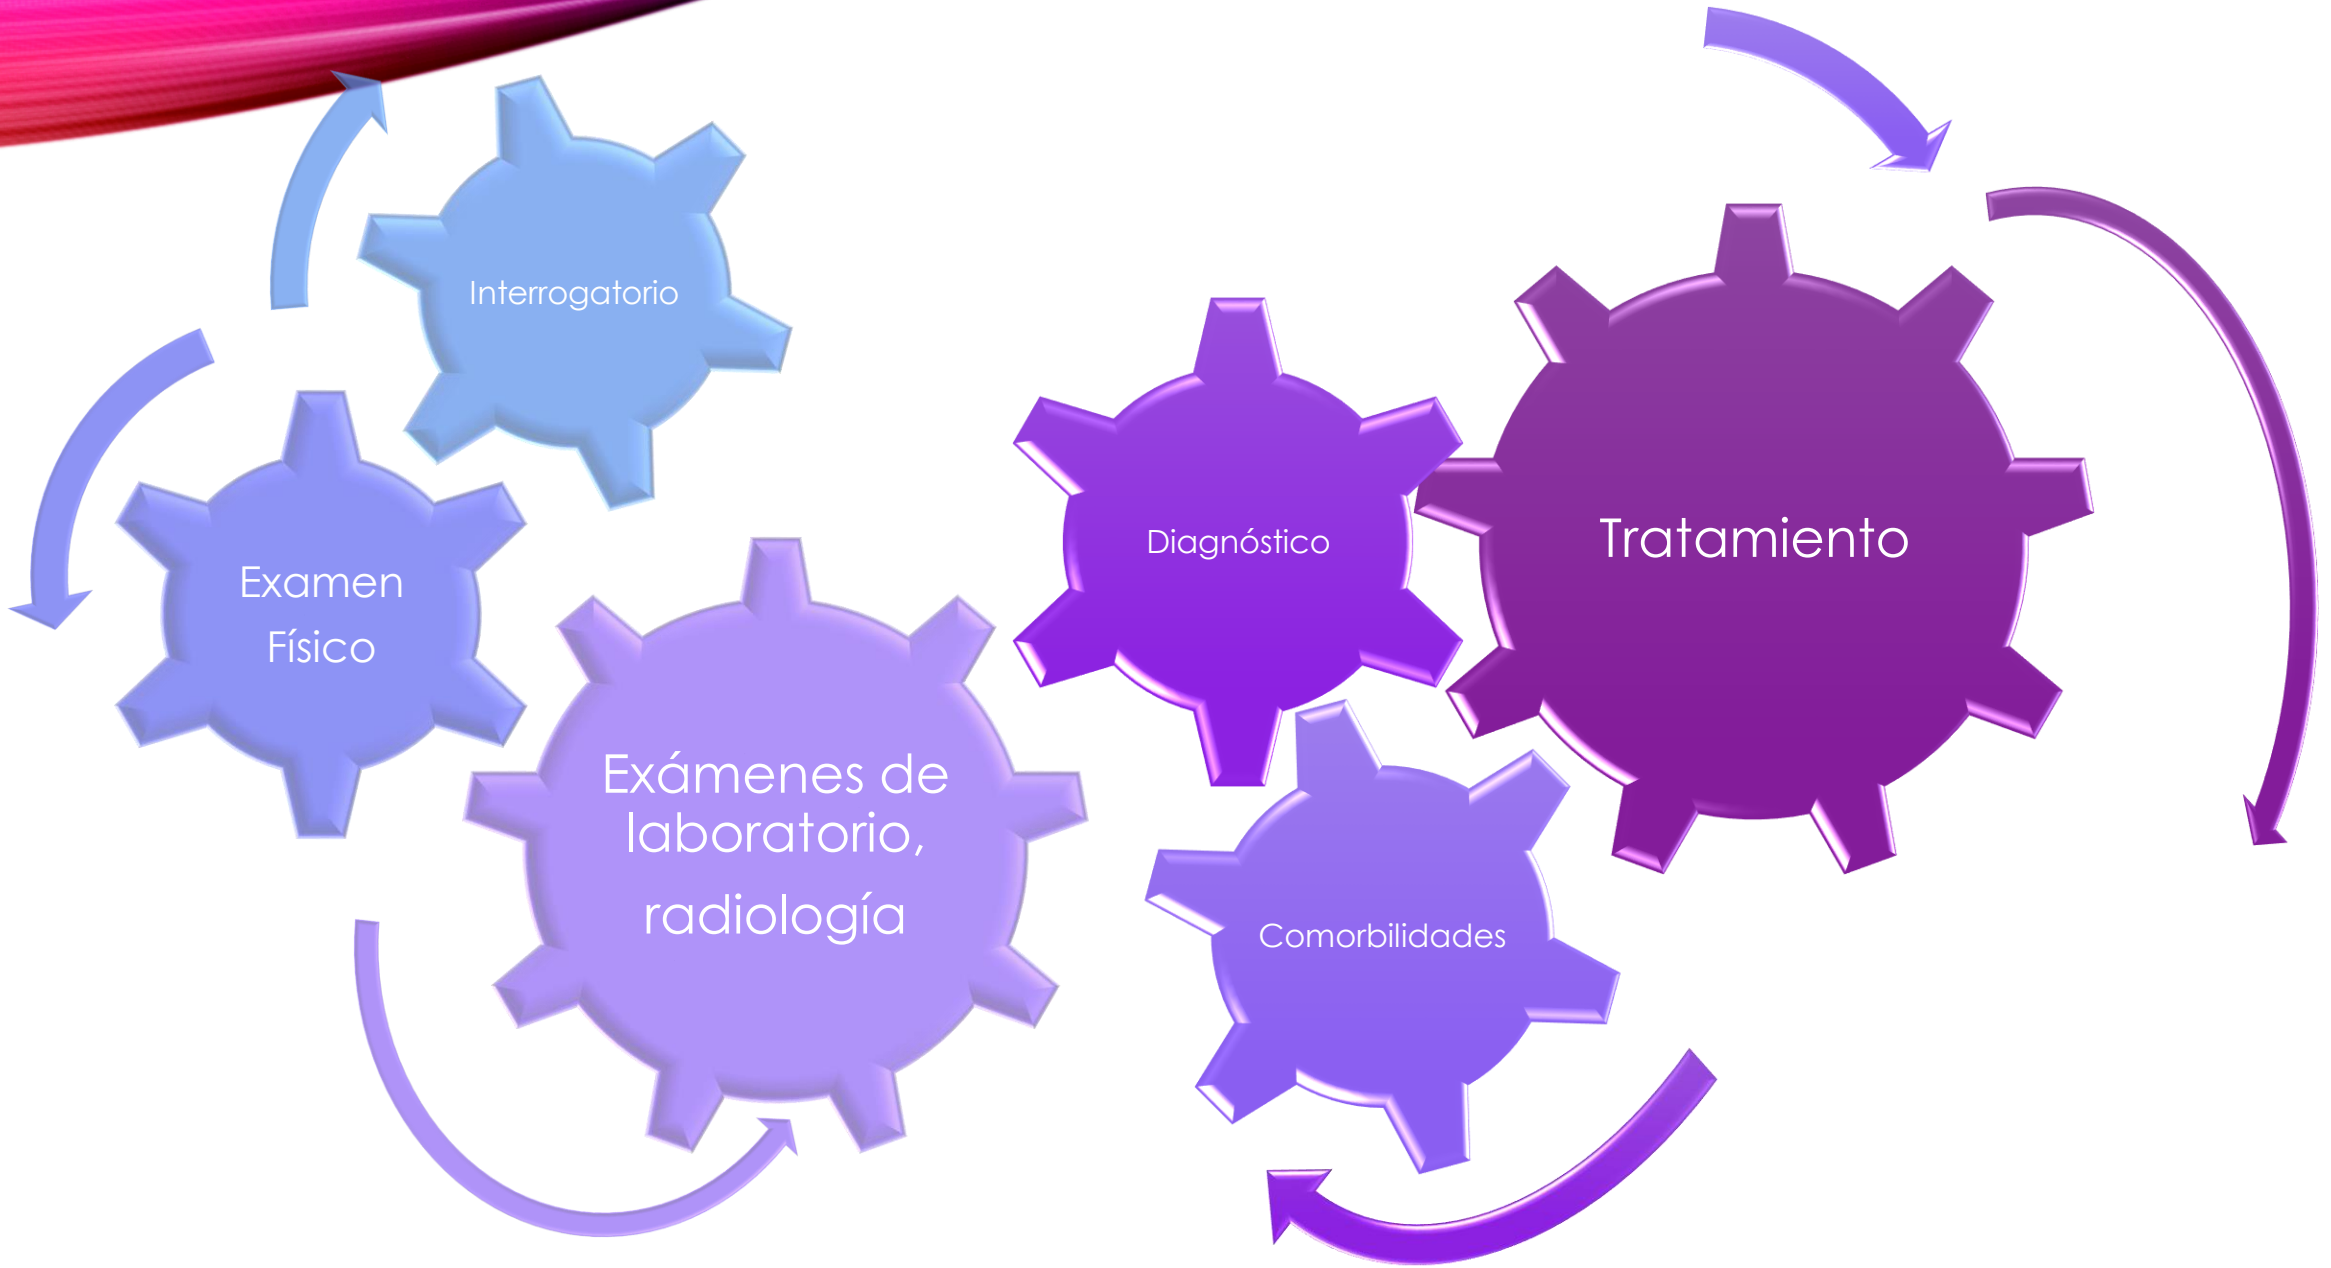 Interrogatorio
Examen
Físico
Exámenes de
laboratorio,
radiología
Diagnóstico
Tratamiento
Comorbilidades